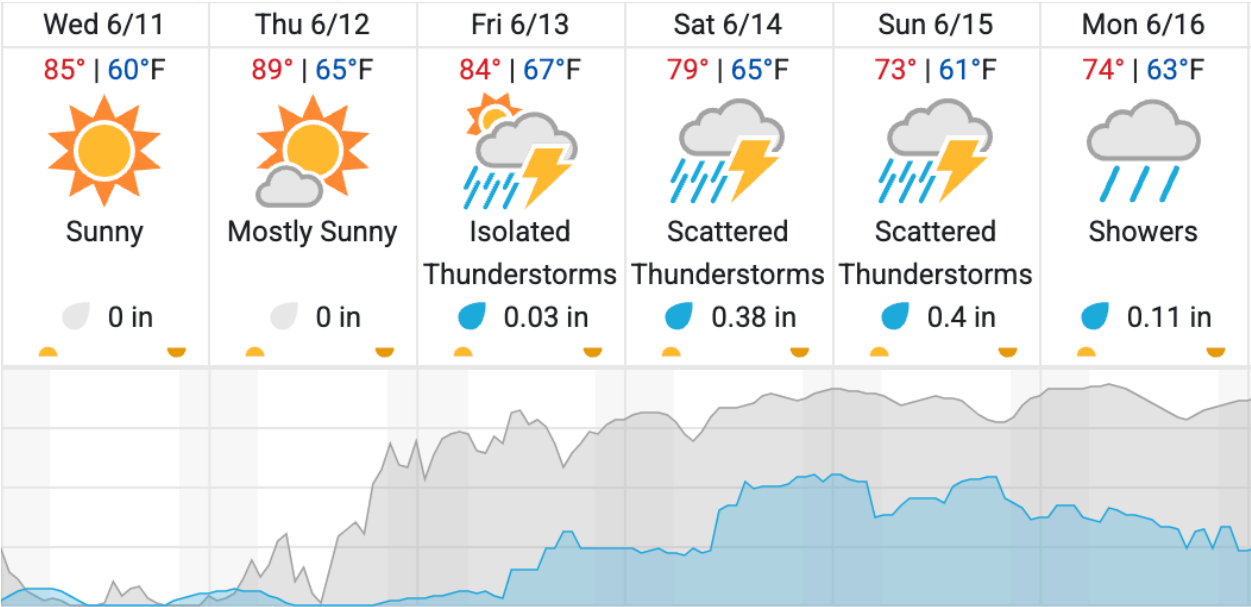 Wed 6/11 Thu 6/12 Fri 6/13 Sat 6/14 Sun 6/15 Mon 6/16
85° | 60°F 89° | 65°F 84° | 67°F 79° | 65°F 73° | 61°F 74° | 63°F
Sunny Mostly Sunny Isolated Scattered Scattered Showers
Thunderstorms Thunderstorms Thunderstorms
0 in 0 in 0.03 in 0.38 in 0.4 in 0.11 in